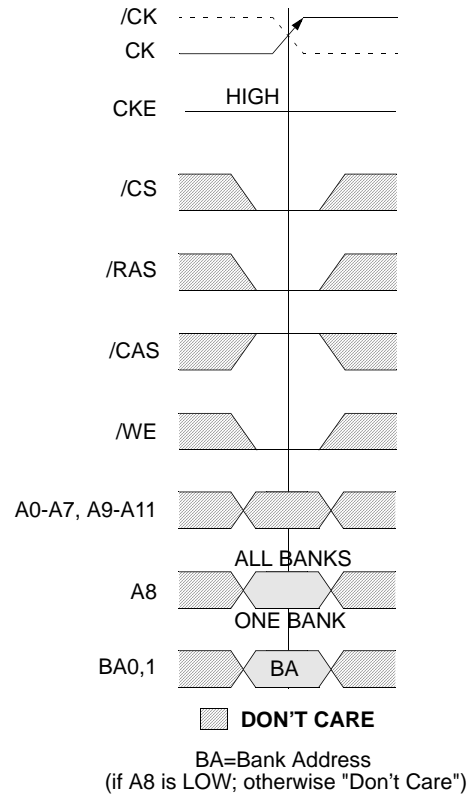 /CK
CK
CKE HIGH
/CS
/RAS
/CAS
/WE
A0-A7, A9-A11
ALL BANKS
A8
ONE BANK
BA0,1 BA
DON'T CARE
BA=Bank Address
(if A8 is LOW; otherwise "Don't Care")